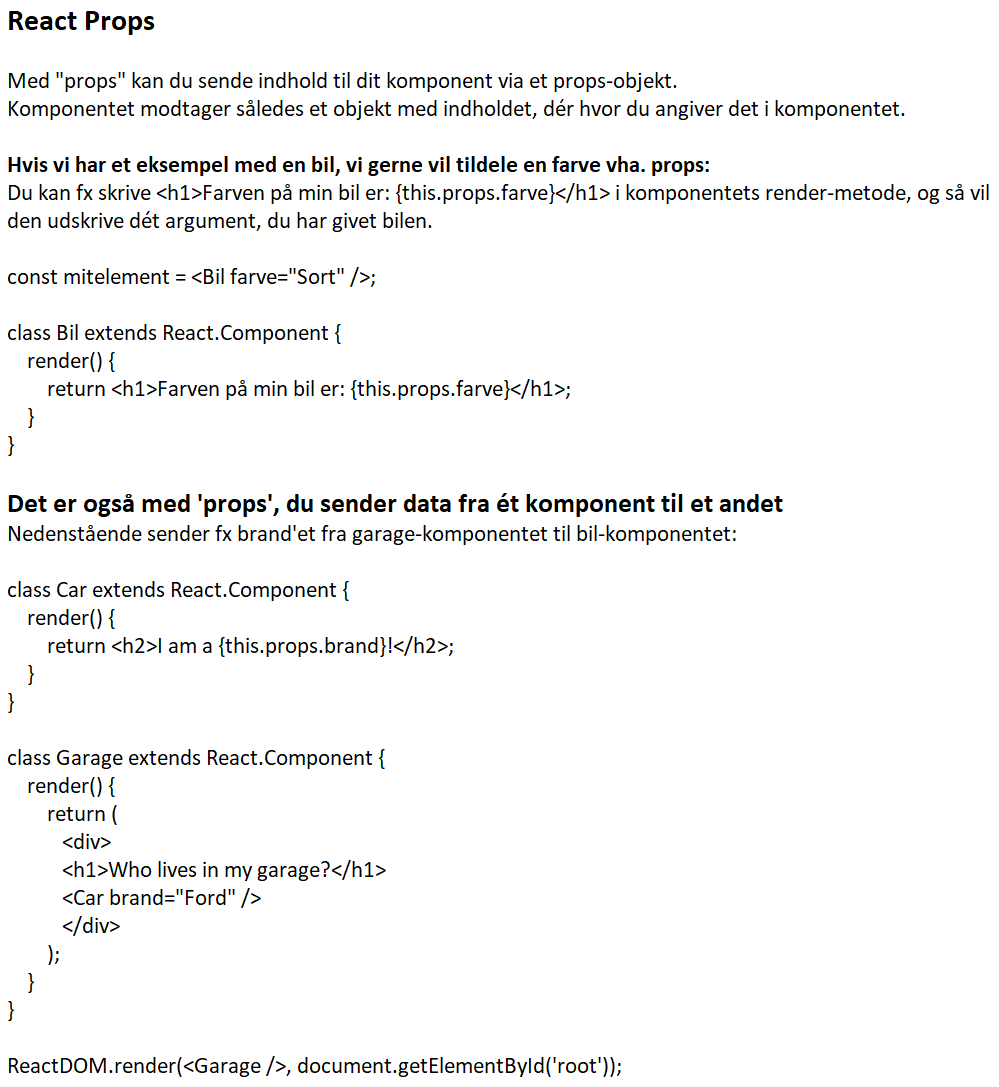 React Props
Med "props" kan du sende indhold til dit komponent via et props-objekt.
Komponentet modtager således et objekt med indholdet, dér hvor du angiver det i komponentet.
Hvis vi har et eksempel med en bil, vi gerne vil tildele en farve vha. props:
Du kan fx skrive <h1>Farven på min bil er: {this.props.farve}</h1> i komponentets render-metode, og så vil
den udskrive dét argument, du har givet bilen.
const mitelement = <Bil farve="Sort" />;
class Bil extends React.Component {
render() {
return <h1>Farven på min bil er: {this.props.farve}</h1>;
}
}
Det er også med 'props', du sender data fra ét komponent til et andet
Nedenstående sender fx brand'et fra garage-komponentet til bil-komponentet:
class Car extends React.Component {
render() {
return <h2>I am a {this.props.brand}!</h2>;
}
}
class Garage extends React.Component {
render() {
return (
<div>
<h1>Who lives in my garage?</h1>
<Car brand="Ford" />
</div>
);
}
}
ReactDOM.render(<Garage />, document.getElementById('root'));